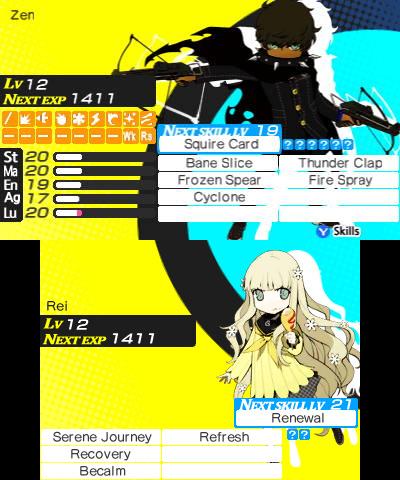 Zen
LV 12
NEXT EXP 1411
Wk Rs
NEXT SKILL LV 19
Squire Card ??????
Bane Slice Thunder Clap
Frozen Spear Fire Spray
Cyclone
St 20
Ma 20
En 19
Ag 17
Lu 20
Y Skills
Rei
LV 12
NEXT EXP 1411
NEXT SKILL LV 21
Renewal
??
Serene Journey Refresh
Recovery
Becalm